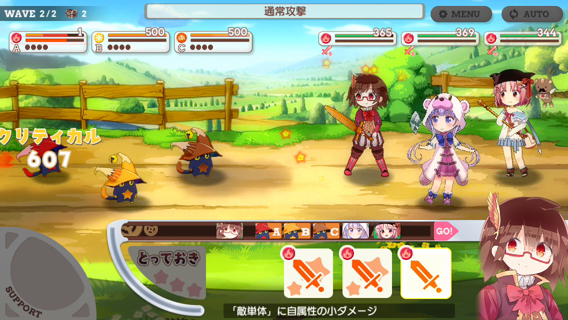 WAVE 2/2 2
通常攻撃
MENU
AUTO
1
500
500
365
369
344
A
B
C
クリティカル
607
A B C
GO!
とっておき
SUPPORT
「敵単体」に自属性の小ダメージ